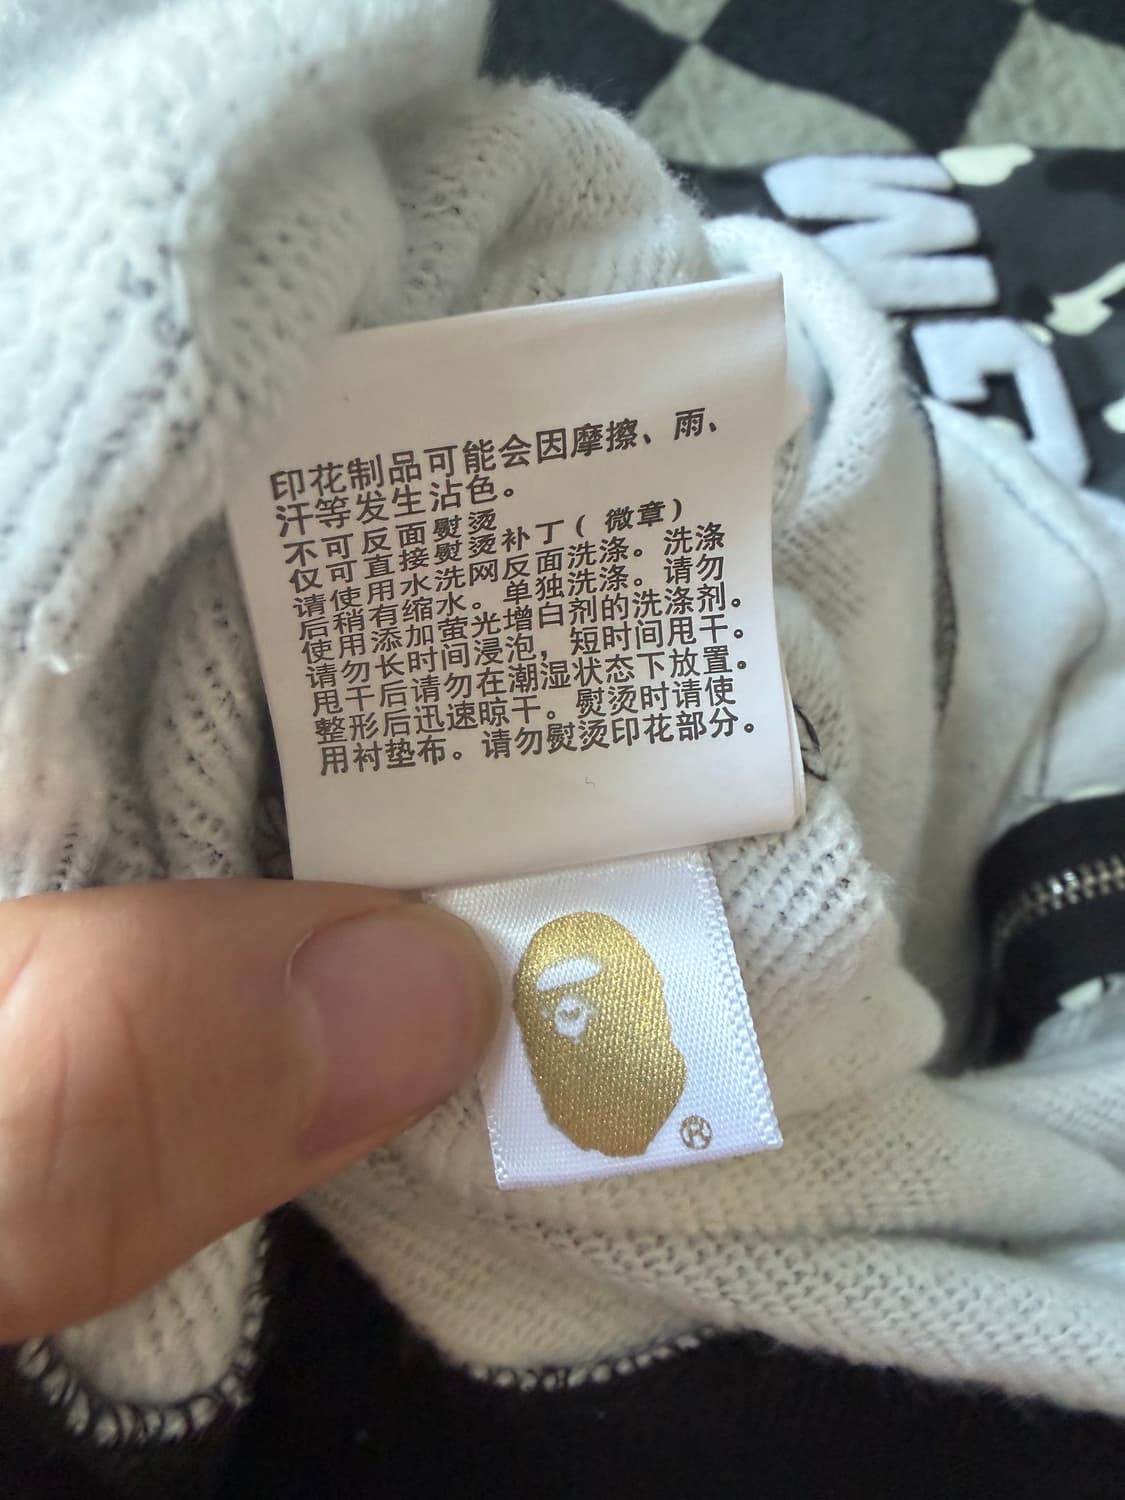 印花制品可能会因摩擦、雨、
汗等发生沾色。
不可反面熨烫
仅可直接熨烫补丁(微章)
请使用水洗网反面洗涤。洗涤
后稍有缩水。单独洗涤。请勿
使用添加萤光增白剂的洗涤剂。
请勿长时间浸泡，短时间甩干。
甩干后请勿在潮湿状态下放置。
整形后迅速晾干。熨烫时请使
用衬垫布。请勿熨烫印花部分。
®